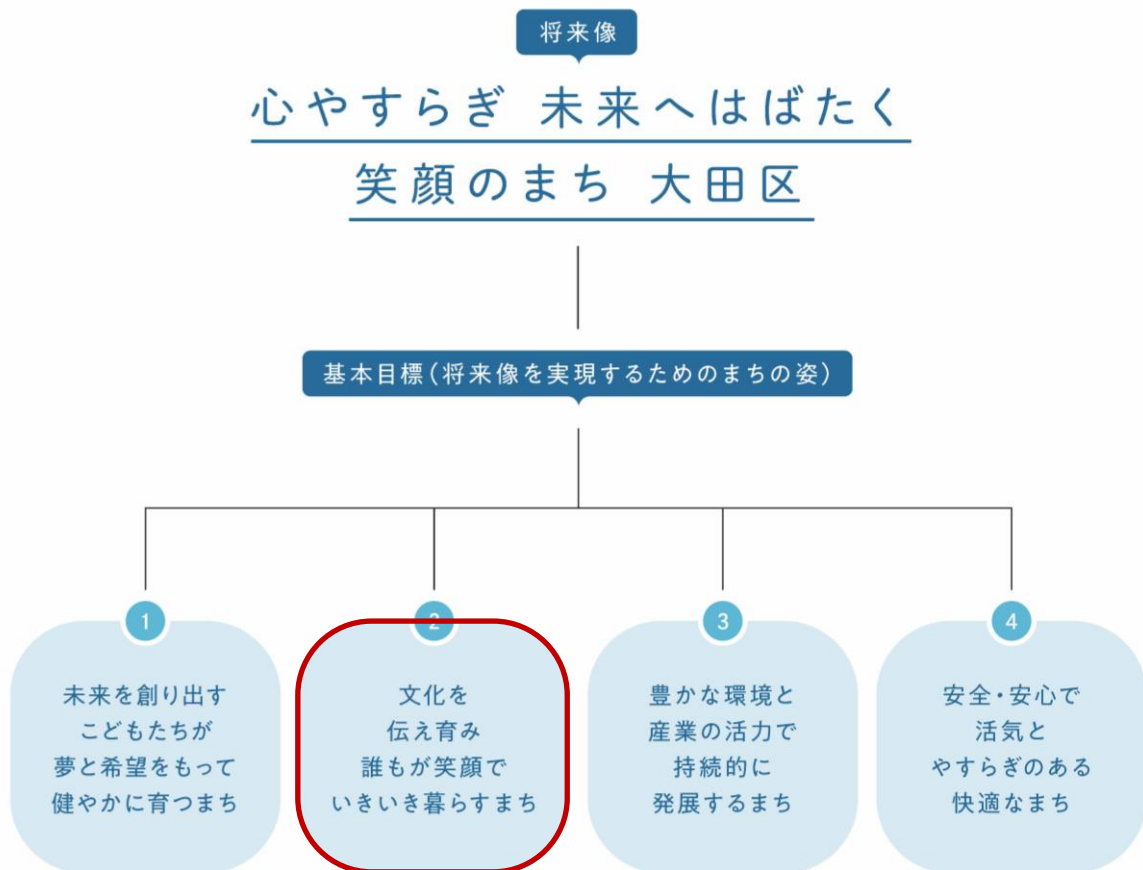 将来像
心やすらぎ 未来へはばたく
笑顔のまち 大田区
基本目標(将来像を実現するためのまちの姿)
1
未来を創り出す
こどもたちが
夢と希望をもって
健やかに育つまち
2
文化を
伝え育み
誰もが笑顔で
いきいき暮らすまち
3
豊かな環境と
産業の活力で
持続的に
発展するまち
4
安全・安心で
活気と
やすらぎのある
快適なまち